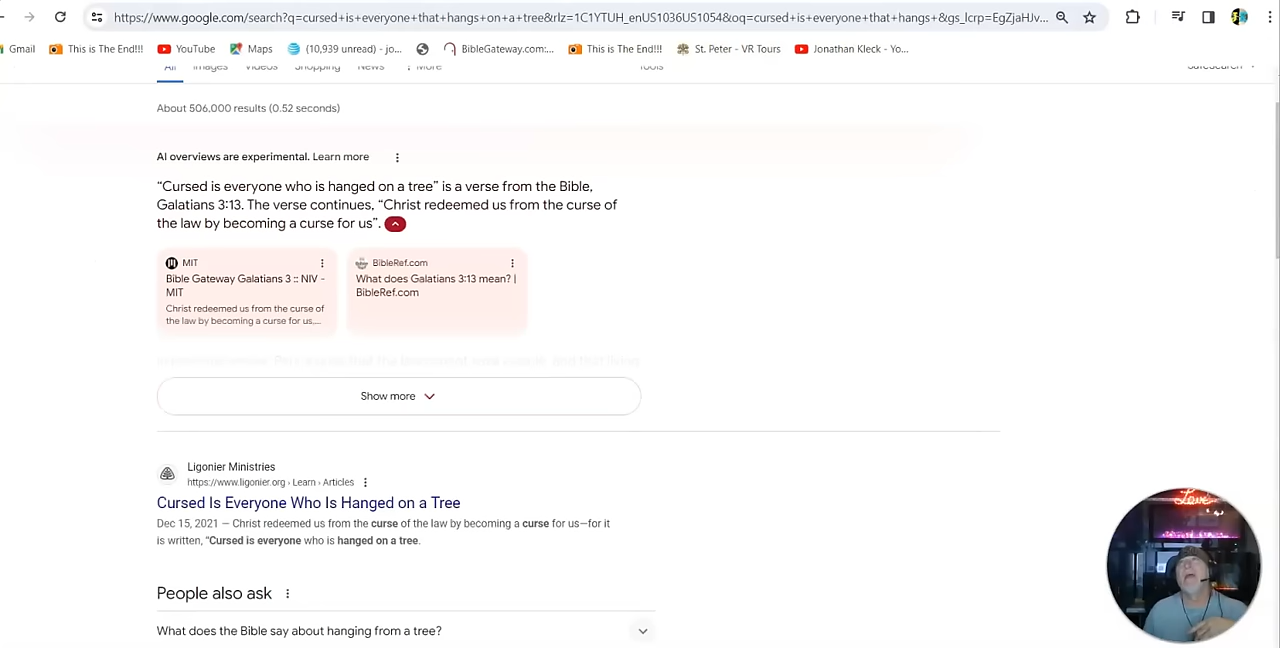 https://www.google.com/search?q=cursed+is+everyone+that+hangs+on+a+tree&rlz=1C1YTUH_enUS1036US1054&oq=cursed+is+everyone+that+hangs+&gs_lcrp=EgZjaHJv...
Gmail This is The End!!! YouTube Maps (10,939 unread) - jo... BibleGateway.com:... This is The End!!! St. Peter - VR Tours Jonathan Kleck - Yo...
All Images Videos Shopping News More Tools SafeSearch
About 506,000 results (0.52 seconds)
AI overviews are experimental. Learn more
“Cursed is everyone who is hanged on a tree” is a verse from the Bible,
Galatians 3:13. The verse continues, “Christ redeemed us from the curse of
the law by becoming a curse for us”.
MIT
Bible Gateway Galatians 3 :: NIV -
MIT
Christ redeemed us from the curse of
the law by becoming a curse for us,...
BibleRef.com
What does Galatians 3:13 mean? |
BibleRef.com
Show more
Ligonier Ministries
https://www.ligonier.org › Learn › Articles
Cursed Is Everyone Who Is Hanged on a Tree
Dec 15, 2021 — Christ redeemed us from the curse of the law by becoming a curse for us—for it
is written, “Cursed is everyone who is hanged on a tree.
People also ask
What does the Bible say about hanging from a tree?
Love